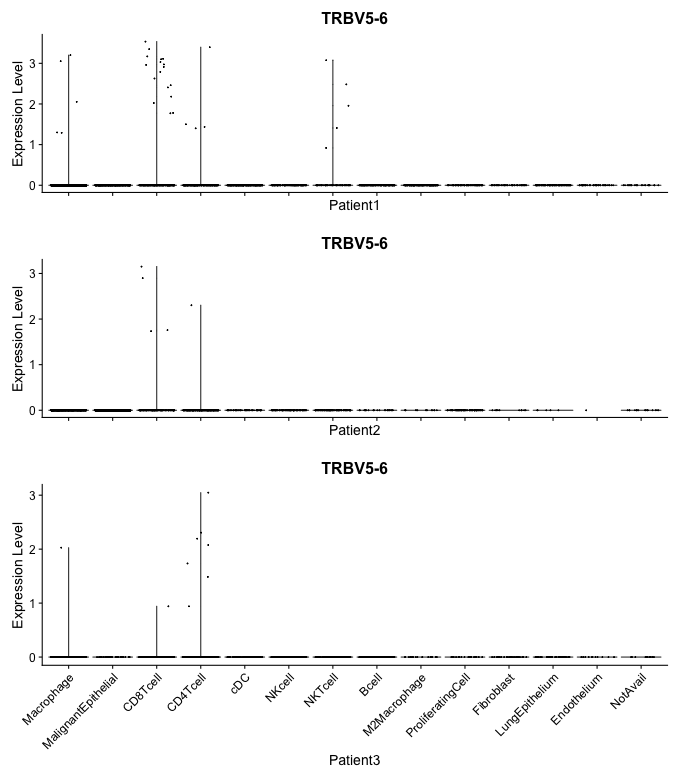 TRBV5-6
Expression Level
3
2
1
0
Patient1
TRBV5-6
Expression Level
3
2
1
0
Patient2
TRBV5-6
Expression Level
3
2
1
0
Macrophage
MalignantEpithelial
CD8Tcell
CD4Tcell
cDC
NKcell
NKTcell
Bcell
M2Macrophage
ProliferatingCell
Fibroblast
LungEpithelium
Endothelium
NotAvail
Patient3